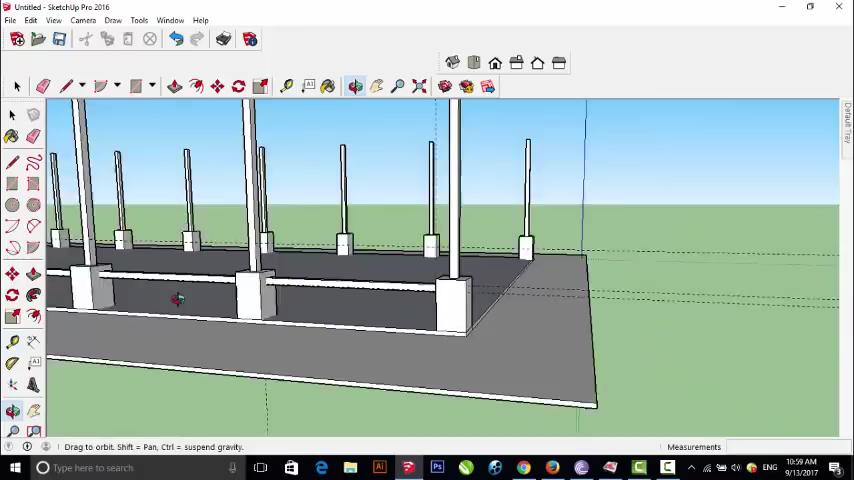 Untitled - SketchUp Pro 2016
File Edit View Camera Draw Tools Window Help
Default Tray
Drag to orbit. Shift = Pan, Ctrl = suspend gravity.
Measurements
Type here to search
ENG
10:59 AM
9/13/2017